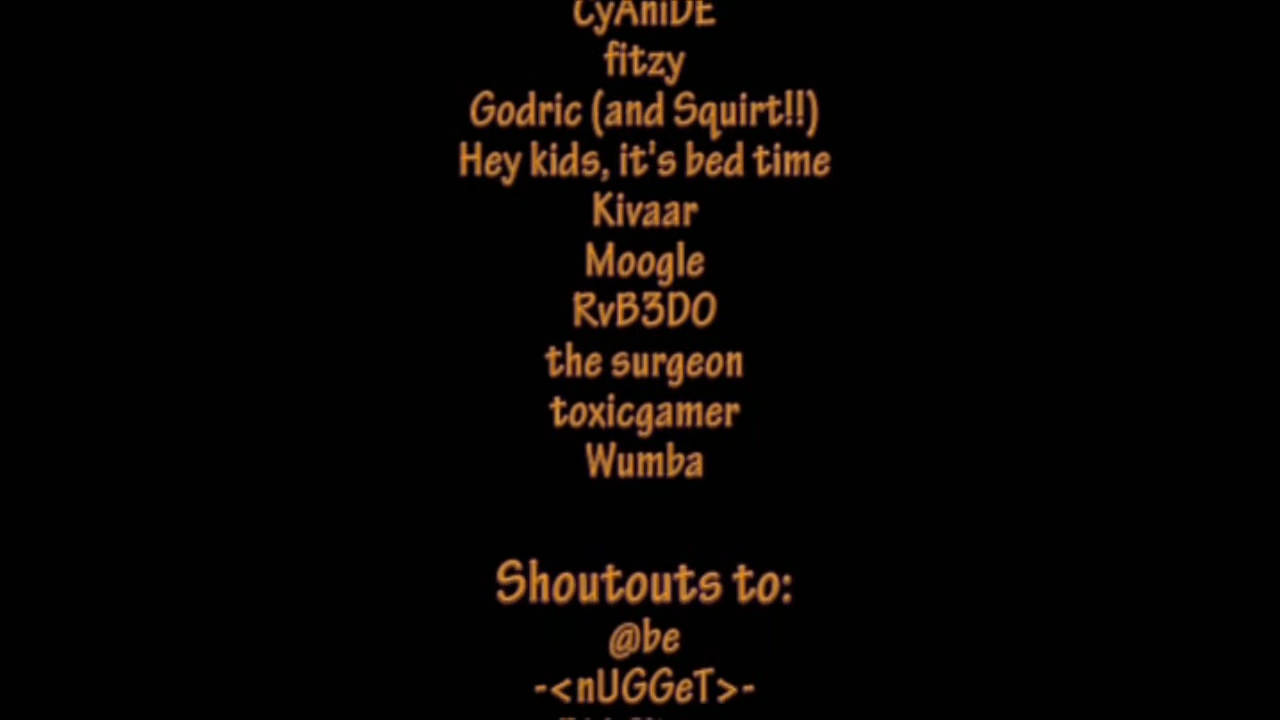 CyAniDE
fitzy
Godric (and Squirt!!)
Hey kids, it's bed time
Kivaar
Moogle
RvB3DO
the surgeon
toxicgamer
Wumba
Shoutouts to:
@be
-<nUGGeT>-